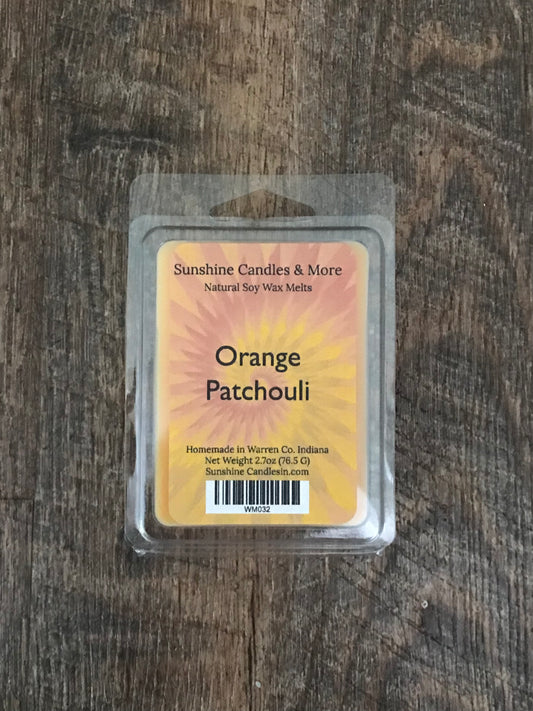 Sunshine Candles & More
Natural Soy Wax Melts
Orange
Patchouli
Homemade in Warren Co. Indiana
Net Weight 2.7oz (76.5 G)
Sunshine Candlesin.com
WM032